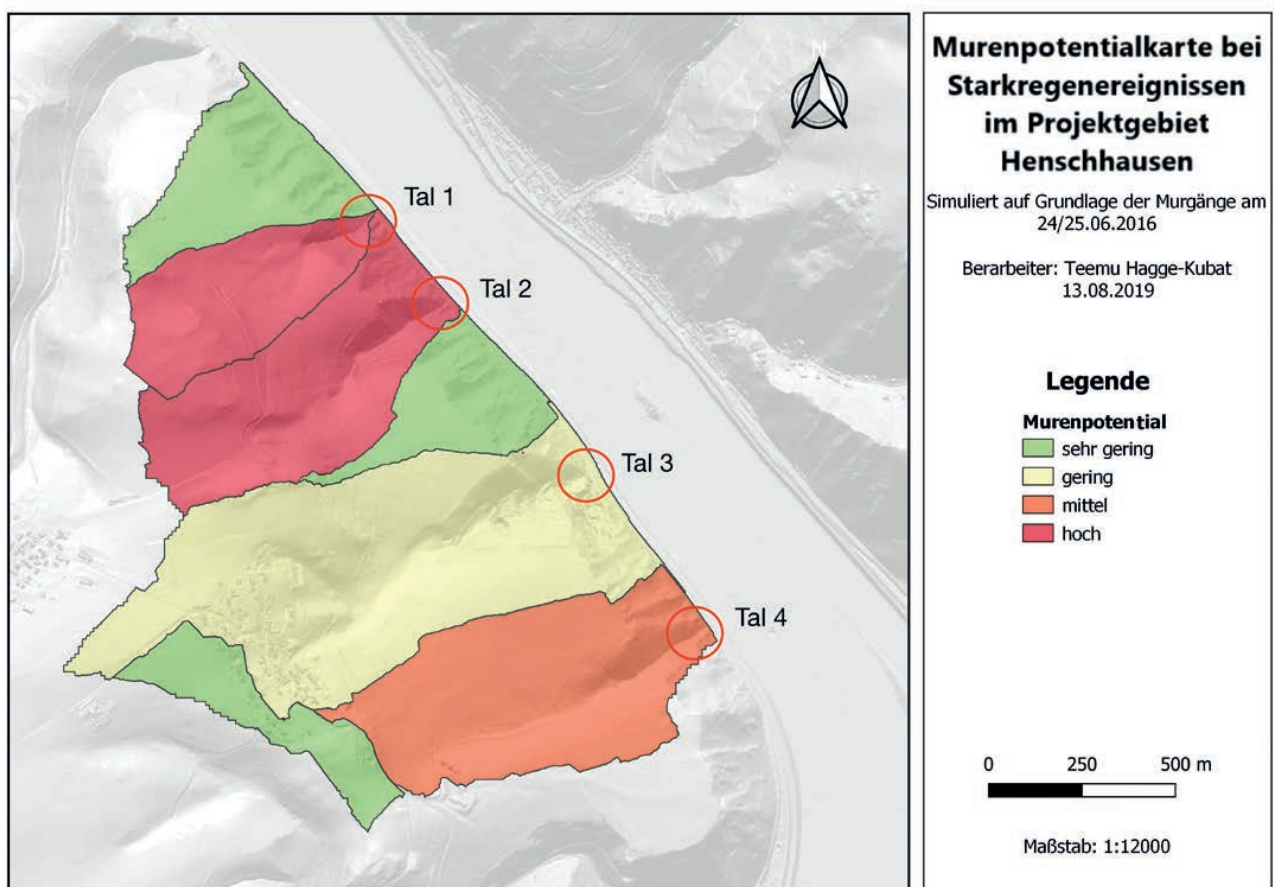 N
Tal 1
Tal 2
Tal 3
Tal 4
Murenpotentialkarte bei
Starkregenereignissen
im Projektgebiet
Henschhausen
Simuliert auf Grundlage der Murgänge am
24/25.06.2016
Berarbeiter: Teemu Hagge-Kubat
13.08.2019
Legende
Murenpotential
sehr gering
gering
mittel
hoch
0 250 500 m
Maßstab: 1:12000